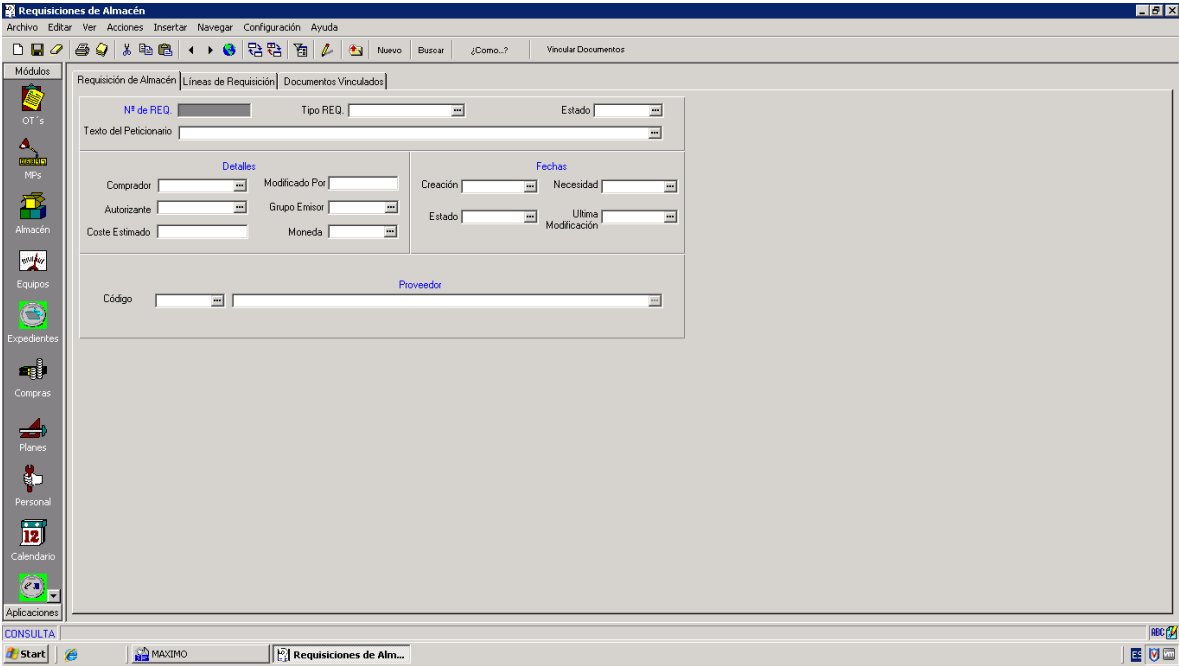 Requisiciones de Almacén
Archivo Editar Ver Acciones Insertar Navegar Configuración Ayuda
Nuevo Buscar ¿Como...? Vincular Documentos
Módulos
Requisición de Almacén Líneas de Requisición Documentos Vinculados
Nº de REQ. Tipo REQ. Estado
Texto del Peticionario
Detalles Fechas
Comprador Modificado Por Creación Necesidad
Autorizante Grupo Emisor Estado Ultima Modificación
Coste Estimado Moneda
Proveedor
Código
OT´s
MPs
Almacén
Equipos
Expedientes
Compras
Planes
Personal
12
Calendario
Aplicaciones
CONSULTA ABC
Start MAXIMO Requisiciones de Alm... ES